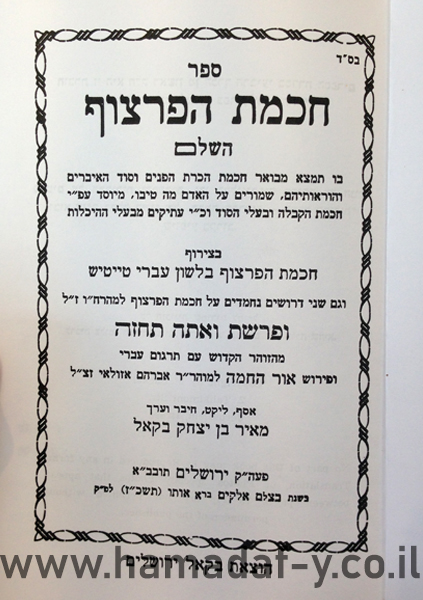 בס"ד
ספר
חכמת הפרצוף
השלם
בו תמצא מבואר חכמת הכרת הפנים וסוד האיברים
והוראותיהם, שמורים על האדם מה טיבו, מיוסד עפ"י
חכמת הקבלה ובעלי הסוד וכ"י עתיקים מבעלי ההיכלות
בצירוף
חכמת הפרצוף בלשון עברי טייטש
וגם שני דרושים נחמדים על חכמת הפרצוף למהרח"ו ז"ל
ופרשת ואתה תחזה
מהזוהר הקדוש עם תרגום עברי
ופירוש אור החמה למוהר"ר אברהם אזולאי זצ"ל
אסף, ליקט, חיבר וערך
מאיר בן יצחק בקאל
פעה"ק ירושלים תובב"א
בשנת בצלם אלקים ברא אותו (תשכ"ז) לפ"ק
הוצאת בקאל ירושלים
www.hamadaf-y.co.il